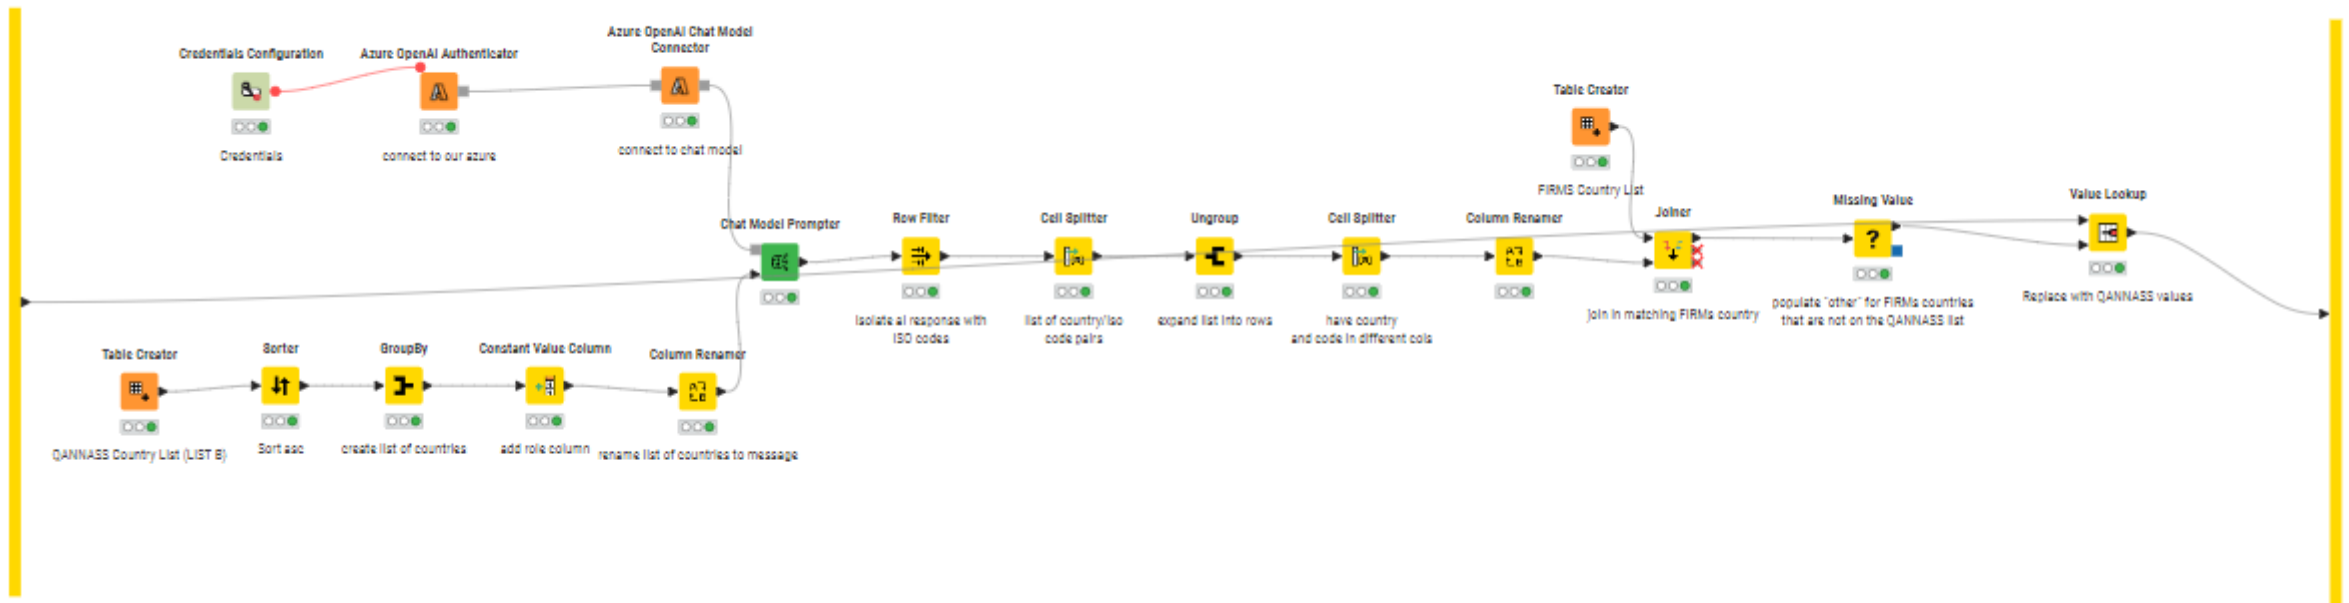 Credentials Configuration
Credentials
Azure OpenAI Authenticator
connect to our azure
Azure OpenAI Chat Model
Connector
connect to chat model
Table Creator
FIRMS Country List
Chat Model Prompter
Row Filter
isolate ai response with
ISO codes
Cell Splitter
list of country/iso
code pairs
Ungroup
expand list into rows
Cell Splitter
have country
and code in different cols
Column Renamer
Joiner
join in matching FIRMs country
Missing Value
?
populate "other" for FIRMs countries
that are not on the QANNASS list
Value Lookup
Replace with QANNASS values
Table Creator
QANNASS Country List (LIST B)
Sorter
Sort asc
GroupBy
create list of countries
Constant Value Column
add role column
Column Renamer
rename list of countries to message